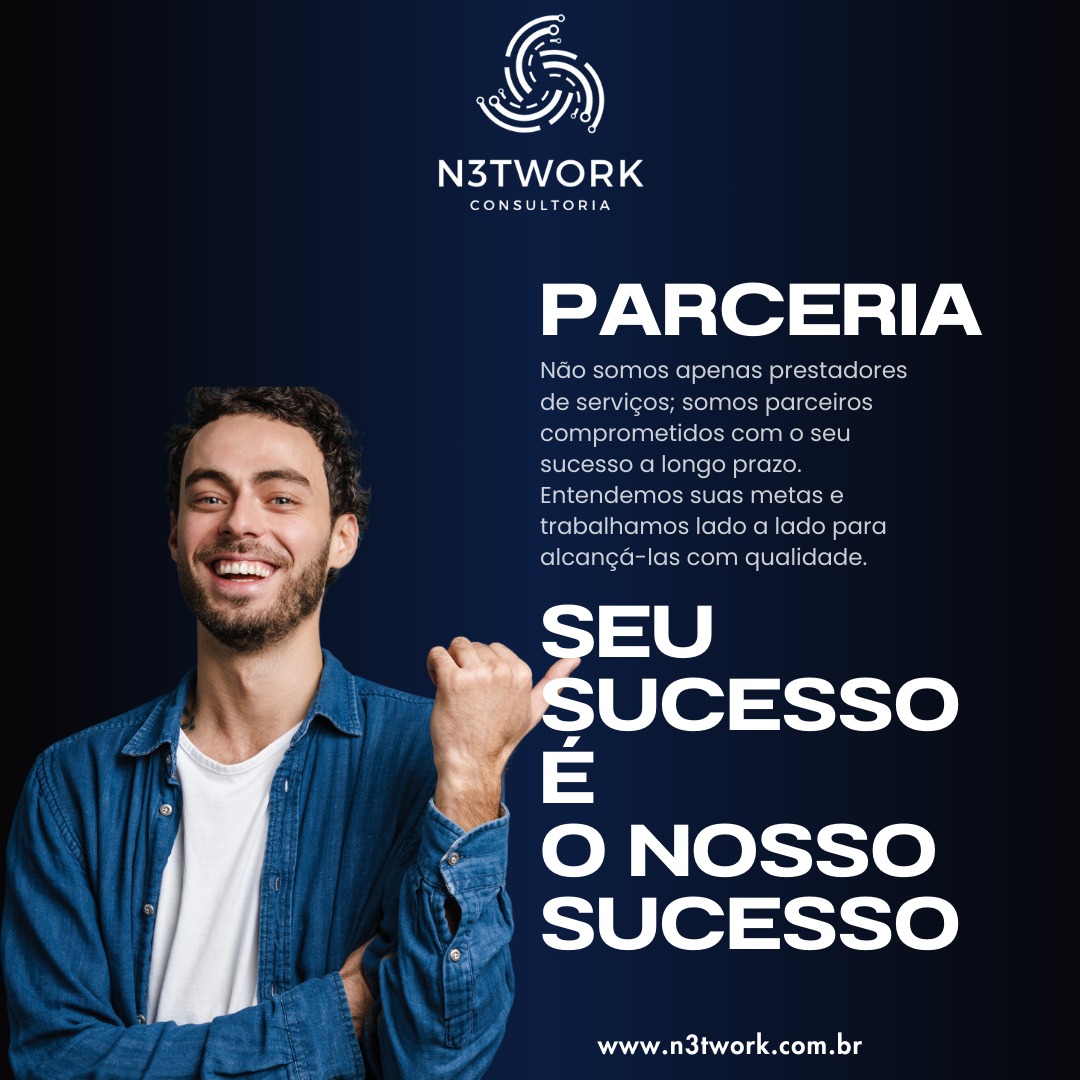 N3TWORK
CONSULTORIA
PARCERIA
Não somos apenas prestadores
de serviços; somos parceiros
comprometidos com o seu
sucesso a longo prazo.
Entendemos suas metas e
trabalhamos lado a lado para
alcançá-las com qualidade.
SEU
SUCESSO
É
O NOSSO
SUCESSO
www.n3twork.com.br